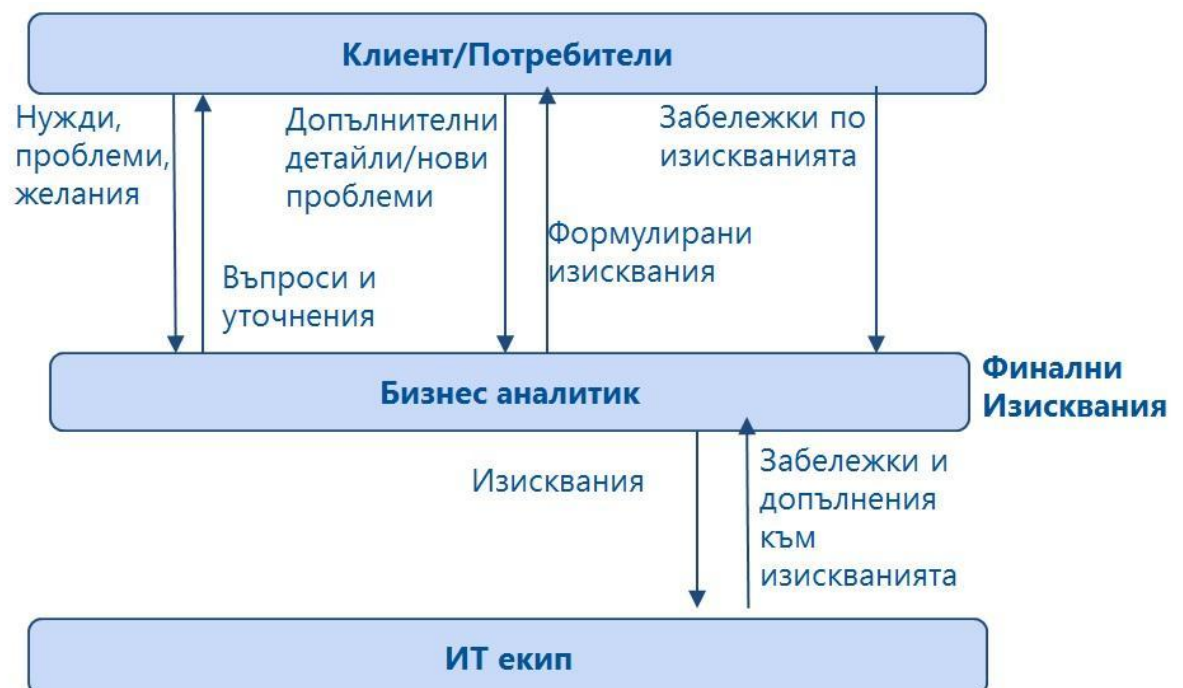 Клиент/Потребители
Нужди,
проблеми,
желания
Въпроси и
уточнения
Допълнителни
детайли/нови
проблеми
Формулирани
изисквания
Забележки по
изискванията
Бизнес аналитик
Финални
Изисквания
Изисквания
Забележки и
допълнения
към
изискванията
ИТ екип